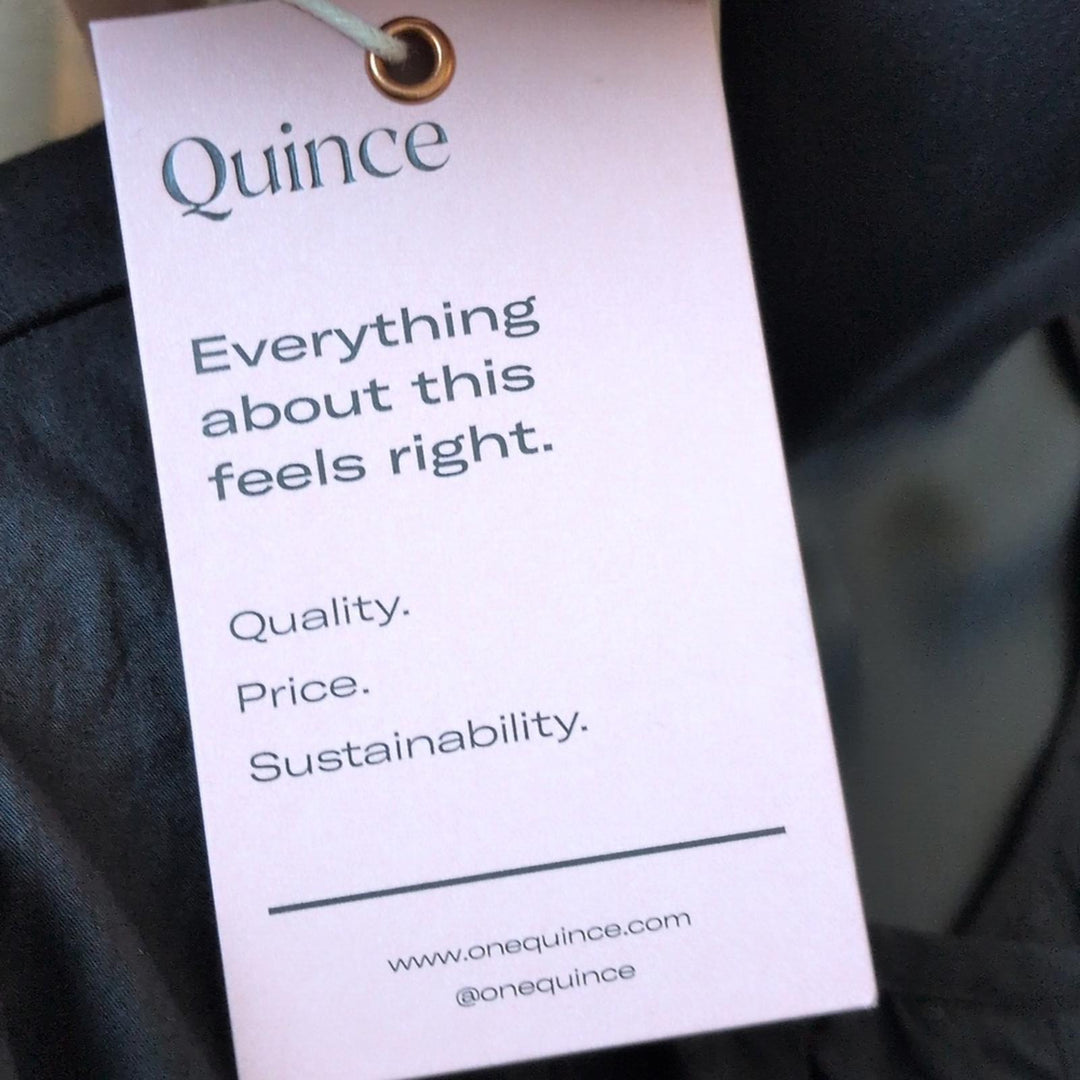 Quince
Everything
about this
feels right.
Quality.
Price.
Sustainability.
www.onequince.com
@onequince